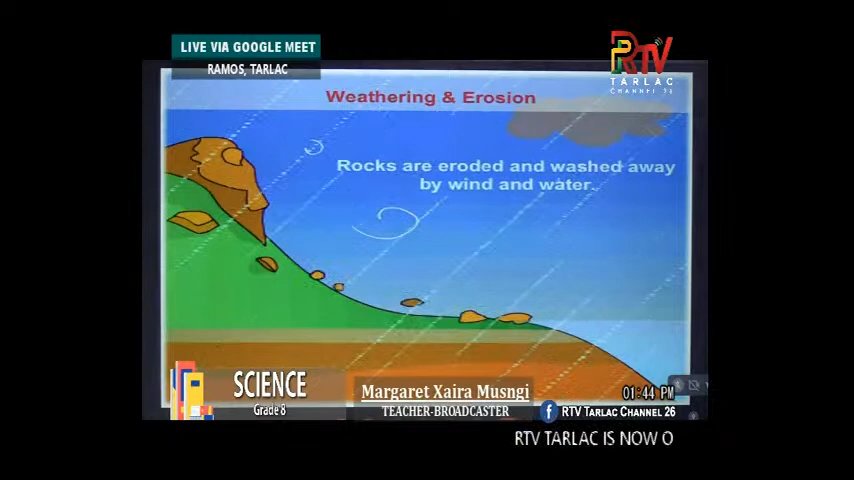 LIVE VIA GOOGLE MEET
RAMOS, TARLAC
RTV
TARLAC
CHANNEL 26
Weathering & Erosion
Rocks are eroded and washed away
by wind and water.
SCIENCE
Grade 8
Margaret Xaira Musngi
TEACHER-BROADCASTER
01:44 PM
RTV TARLAC CHANNEL 26
RTV TARLAC IS NOW O